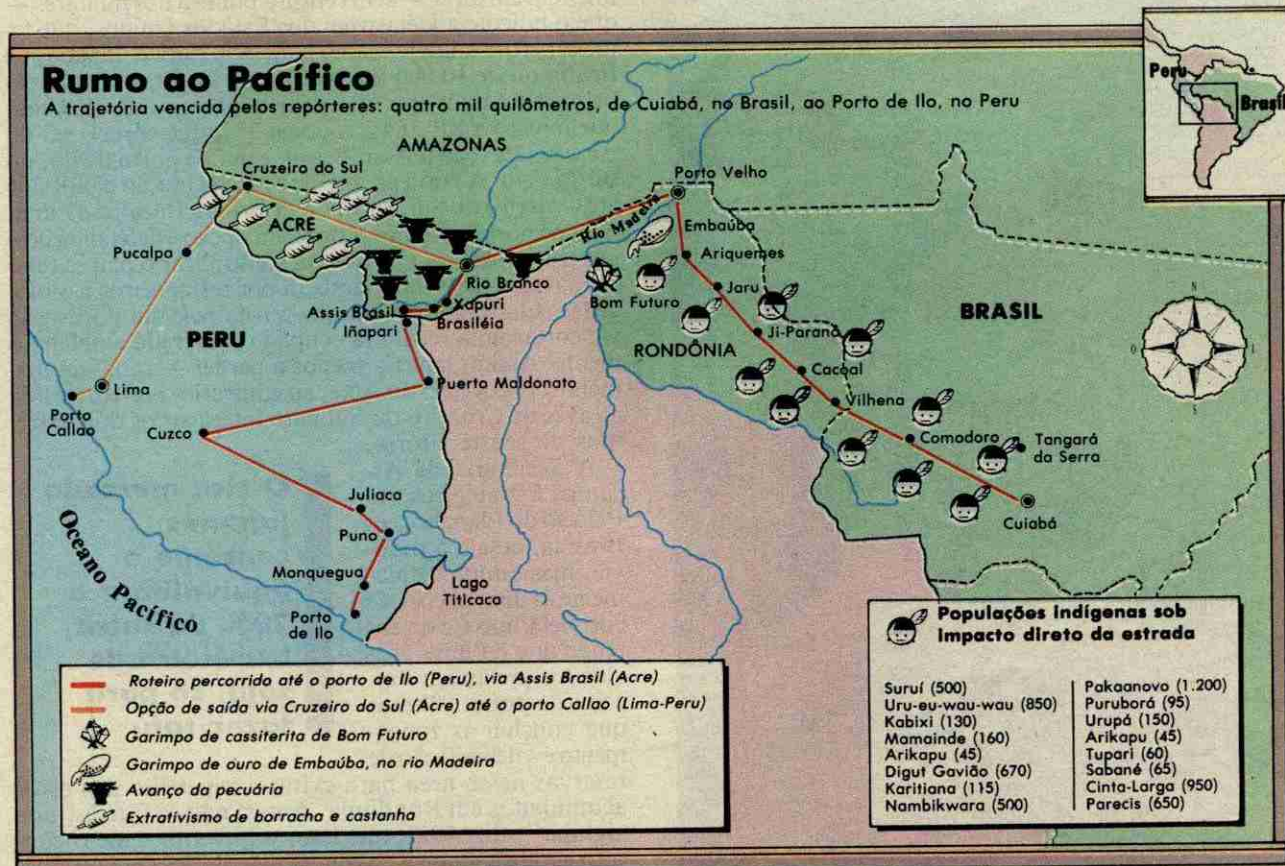 Rumo ao Pacífico
A trajetória vencida pelos repórteres: quatro mil quilômetros, de Cuiabá, no Brasil, ao Porto de Ilo, no Peru
Peru
Brasil
AMAZONAS
Cruzeiro do Sul
Porto Velho
ACRE
Rio Madeira
Embaúba
Pucalpa
Ariquemes
Rio Branco
Jaru
Xapuri
Bom Futuro
Assis Brasil
Brasiléia
Iñapari
Ji-Paraná
BRASIL
PERU
RONDÔNIA
N
O
L
S
Cacoal
Lima
Puerto Maldonato
Vilhena
Porto
Callao
Cuzco
Comodoro
Tangará
da Serra
Juliaca
Cuiabá
Puno
Oceano Pacífico
Monquegua
Lago
Titicaca
Porto
de Ilo
Roteiro percorrido até o porto de Ilo (Peru), via Assis Brasil (Acre)
Opção de saída via Cruzeiro do Sul (Acre) até o porto Callao (Lima-Peru)
Garimpo de cassiterita de Bom Futuro
Garimpo de ouro de Embaúba, no rio Madeira
Avanço da pecuária
Extrativismo de borracha e castanha
Populações indígenas sob
impacto direto da estrada
Suruí (500)
Uru-eu-wau-wau (850)
Kabixi (130)
Mamainde (160)
Arikapu (45)
Digut Gavião (670)
Karitiana (115)
Nambikwara (500)
Pakaanovo (1.200)
Puruborá (95)
Urupá (150)
Arikapu (45)
Tupari (60)
Sabané (65)
Cinta-Larga (950)
Parecis (650)